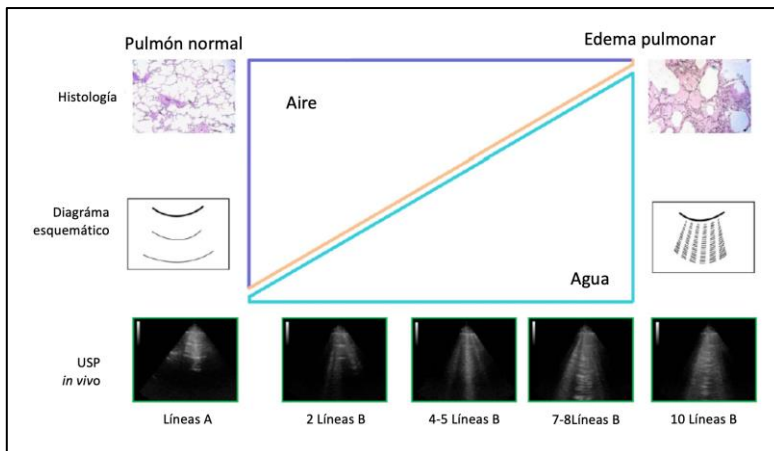 Pulmón normal
Edema pulmonar
Histología
Aire
Diagráma
esquemático
Agua
USP
in vivo
Líneas A
2 Líneas B
4-5 Líneas B
7-8Líneas B
10 Líneas B